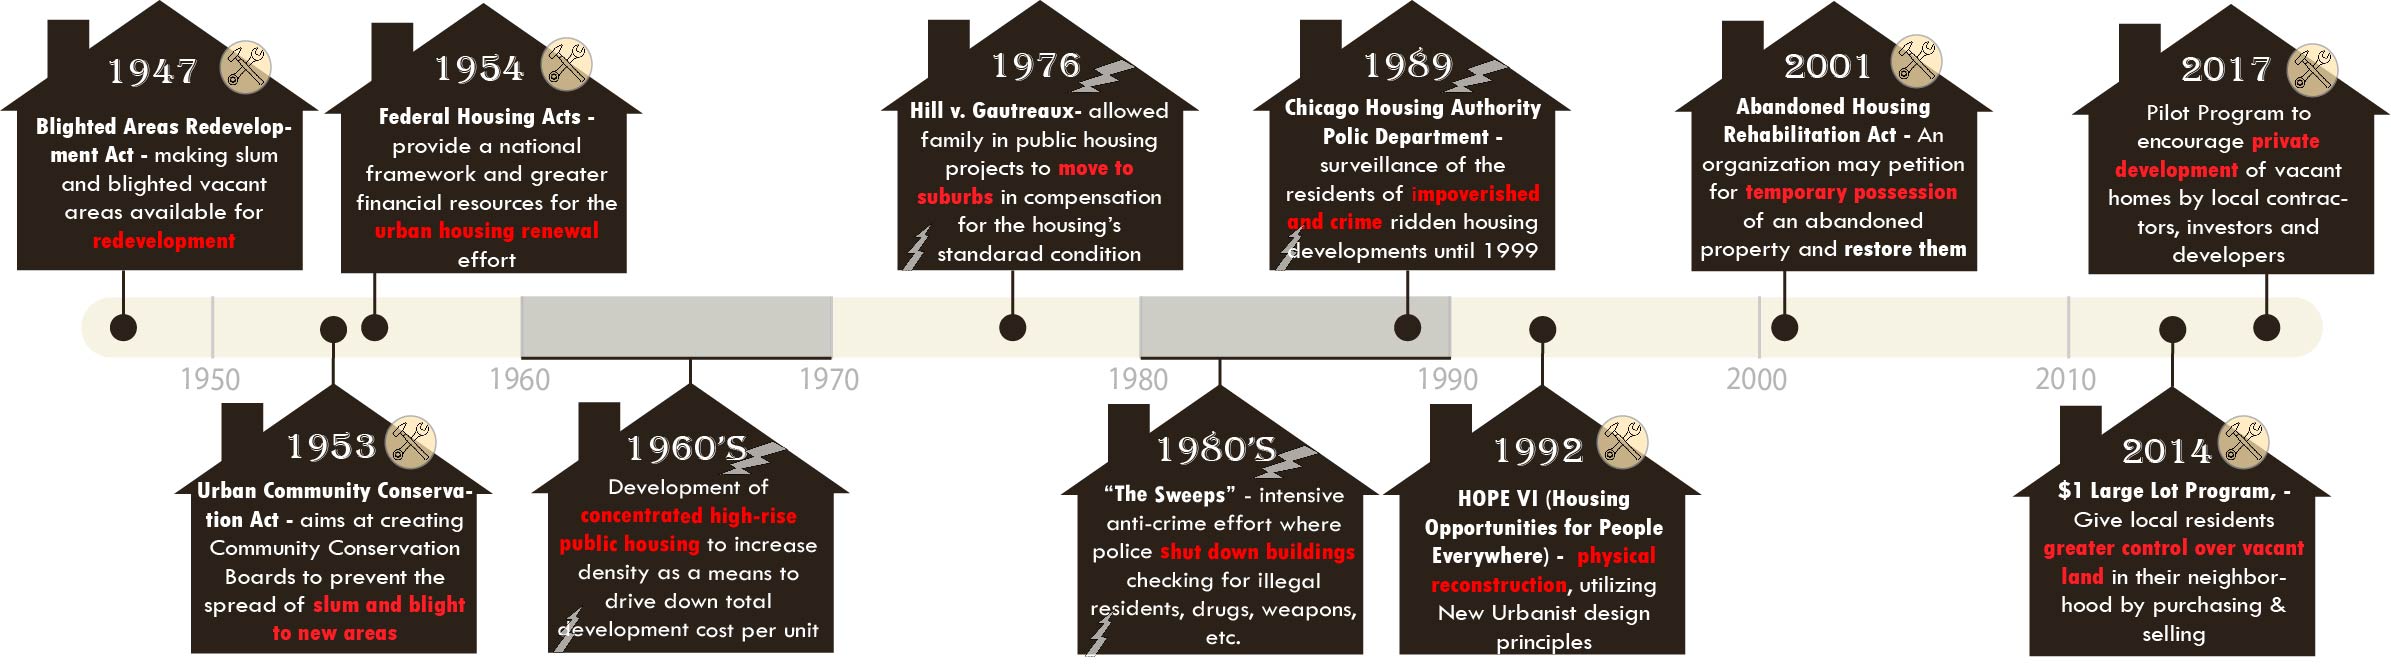 1947
Blighted Areas Redevelop-
ment Act - making slum
and blighted vacant
areas available for
redevelopment
1954
Federal Housing Acts -
provide a national
framework and greater
financial resources for the
urban housing renewal
effort
1976
Hill v. Gautreaux- allowed
family in public housing
projects to move to
suburbs in compensation
for the housing's
standarad condition
1989
Chicago Housing Authority
Polic Department -
surveillance of the
residents of impoverished
and crime ridden housing
developments until 1999
2001
Abandoned Housing
Rehabilitation Act - An
organization may petition
for temporary possession
of an abandoned
property and restore them
2017
Pilot Program to
encourage private
development of vacant
homes by local contrac-
tors, investors and
developers
1950
1960
1970
1980
1990
2000
2010
1953
Urban Community Conserva-
tion Act - aims at creating
Community Conservation
Boards to prevent the
spread of slum and blight
to new areas
1960'S
Development of
concentrated high-rise
public housing to increase
density as a means to
drive down total
development cost per unit
1980'S
"The Sweeps" - intensive
anti-crime effort where
police shut down buildings
checking for illegal
residents, drugs, weapons,
etc.
1992
HOPE VI (Housing
Opportunities for People
Everywhere) - physical
reconstruction, utilizing
New Urbanist design
principles
2014
$1 Large Lot Program, -
Give local residents
greater control over vacant
land in their neighbor-
hood by purchasing &
selling